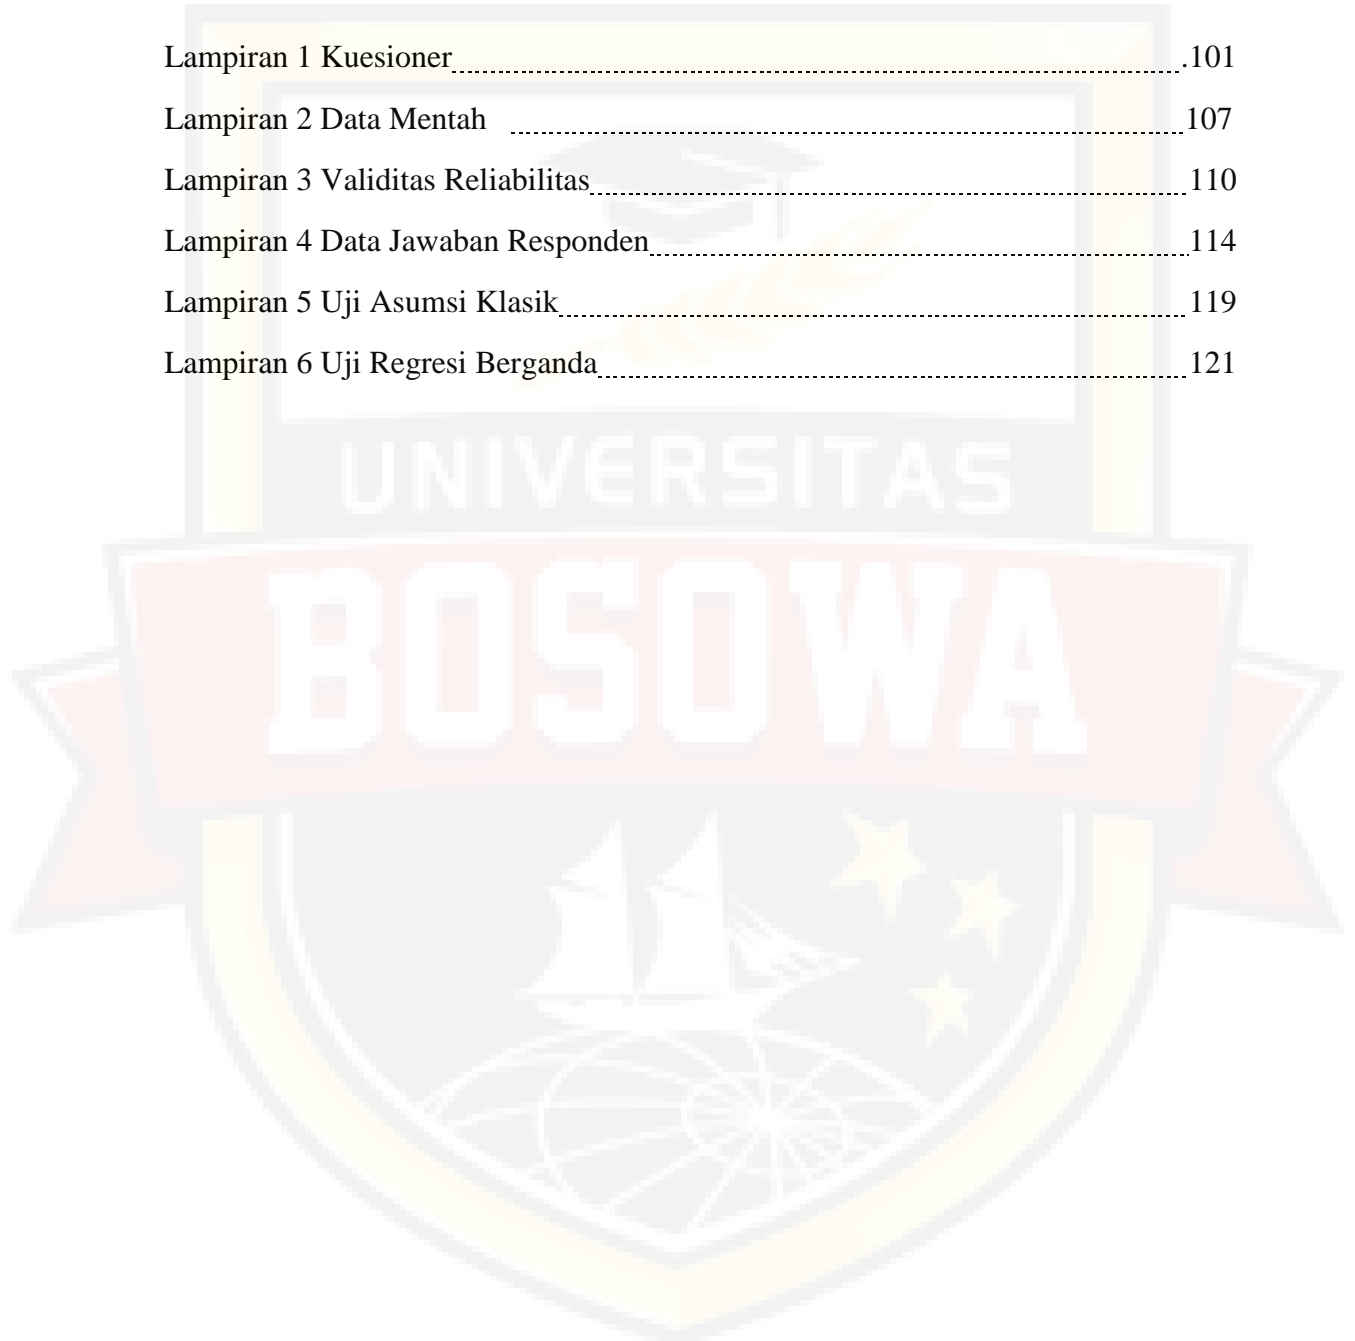 Lampiran 1 Kuesioner.101
Lampiran 2 Data Mentah 107
Lampiran 3 Validitas Reliabilitas 110
Lampiran 4 Data Jawaban Responden 114
Lampiran 5 Uji Asumsi Klasik 119
Lampiran 6 Uji Regresi Berganda 121
UNIVERSITAS
BOSOWA